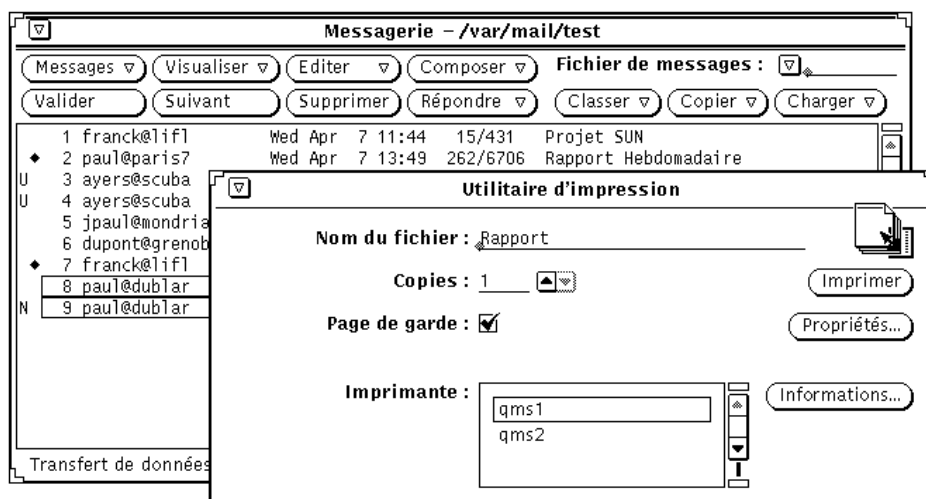 Messagerie – /var/mail/test
Messages Visualiser Editer Composer Fichier de messages :
Valider Suivant Supprimer Répondre Classer Copier Charger
1 franck@lifl Wed Apr 7 11:44 15/431 Projet SUN
◆ 2 paul@paris7 Wed Apr 7 13:49 262/6706 Rapport Hebdomadaire
U 3 ayers@scuba
U 4 ayers@scuba
5 jpaul@mondria
6 dupont@grenob
◆ 7 franck@lifl
8 paul@dublar
N 9 paul@dublar
Transfert de données
Utilitaire d'impression
Nom du fichier : Rapport
Copies : 1
Imprimer
Page de garde :
Propriétés...
Imprimante :
Informations...
qms1
qms2